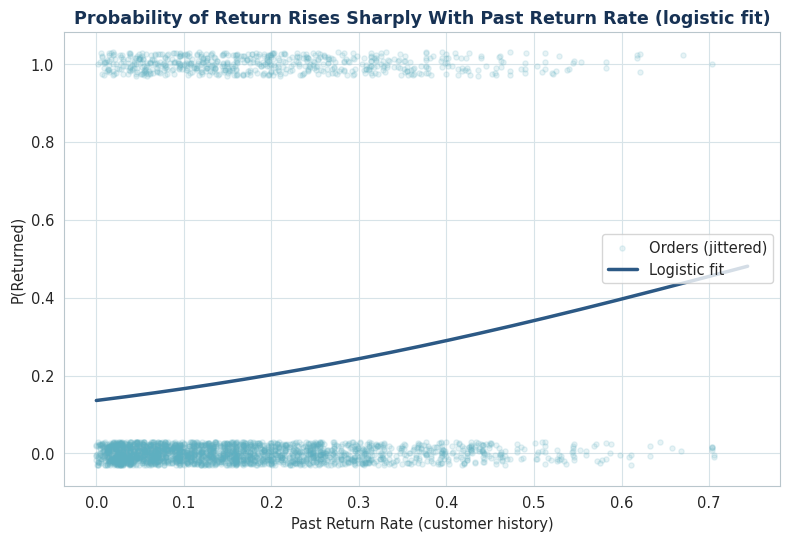 Probability of Return Rises Sharply With Past Return Rate (logistic fit)
P(Returned)
1.0
0.8
0.6
0.4
0.2
0.0
Orders (jittered)
Logistic fit
0.0 0.1 0.2 0.3 0.4 0.5 0.6 0.7
Past Return Rate (customer history)